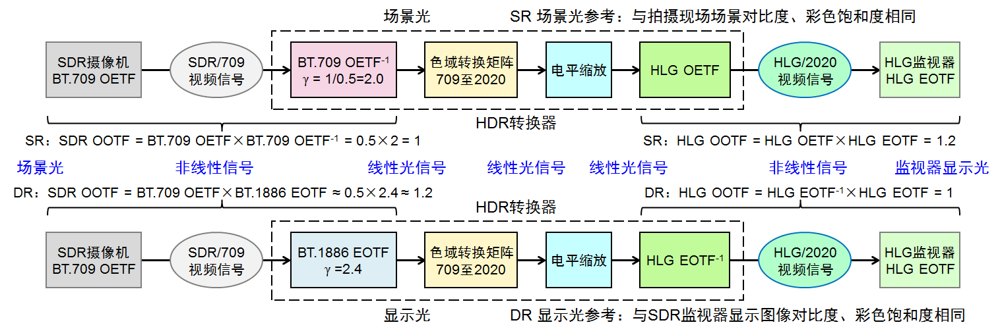 场景光
SR 场景光参考：与拍摄现场场景对比度、彩色饱和度相同
SDR摄像机
BT.709 OETF
SDR/709
视频信号
BT.709 OETF-1
γ = 1/0.5=2.0
色域转换矩阵
709至2020
电平缩放
HLG OETF
HLG/2020
视频信号
HLG监视器
HLG EOTF
HDR转换器
SR：SDR OOTF = BT.709 OETF×BT.709 OETF-1 = 0.5×2 = 1
SR：HLG OOTF = HLG OETF×HLG EOTF = 1.2
场景光
非线性信号
线性光信号
线性光信号
线性光信号
非线性信号
监视器显示光
DR：SDR OOTF = BT.709 OETF×BT.1886 EOTF ≈ 0.5×2.4 ≈ 1.2
DR：HLG OOTF = HLG EOTF-1×HLG EOTF = 1
HDR转换器
SDR摄像机
BT.709 OETF
SDR/709
视频信号
BT.1886 EOTF
γ =2.4
色域转换矩阵
709至2020
电平缩放
HLG EOTF-1
HLG/2020
视频信号
HLG监视器
HLG EOTF
显示光
DR 显示光参考：与SDR监视器显示图像对比度、彩色饱和度相同